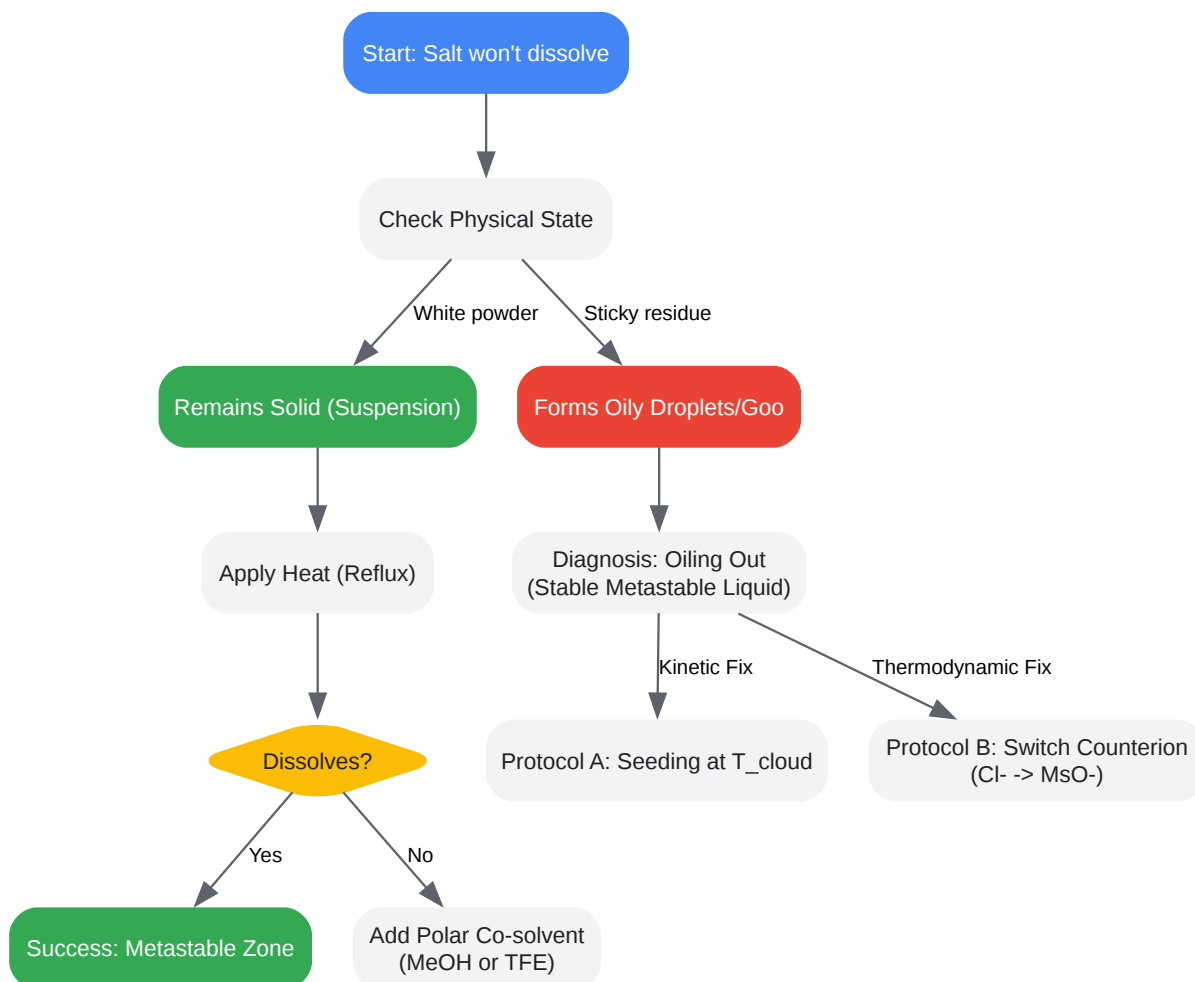 Start: Salt won't dissolve
Check Physical State
White powder
Sticky residue
Remains Solid (Suspension)
Forms Oily Droplets/Goo
Apply Heat (Reflux)
Diagnosis: Oiling Out
(Stable Metastable Liquid)
Kinetic Fix
Thermodynamic Fix
Dissolves?
Protocol A: Seeding at T_cloud
Protocol B: Switch Counterion
(Cl- -> MsO-)
Yes
No
Success: Metastable Zone
Add Polar Co-solvent
(MeOH or TFE)